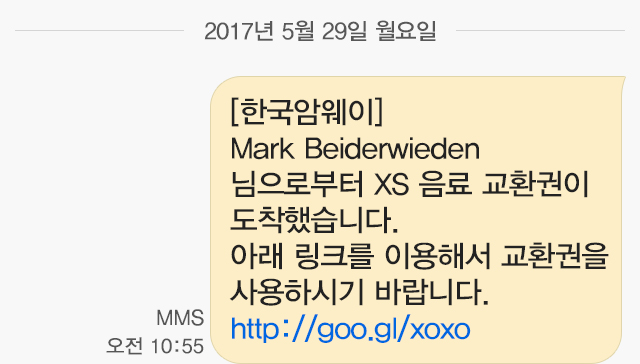 2017년 5월 29일 월요일
[한국암웨이]
Mark Beiderwieden
님으로부터 XS 음료 교환권이
도착했습니다.
아래 링크를 이용해서 교환권을
사용하시기 바랍니다.
http://goo.gl/xoxo
MMS
오전 10:55